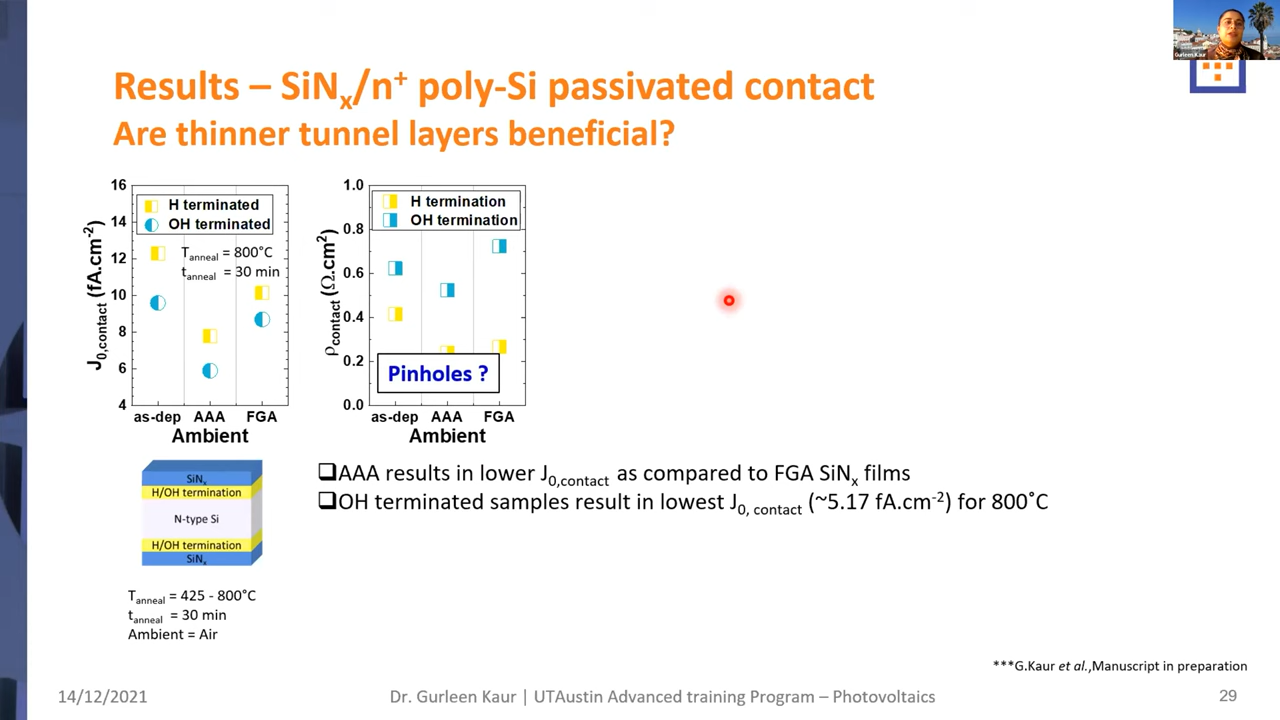 Gurleen Kaur
Results – SiNx/n+ poly-Si passivated contact
Are thinner tunnel layers beneficial?
16
14
12
10
8
6
4
J0,contact (fA.cm-2)
H terminated
OH terminated
Tanneal = 800°C
tanneal = 30 min
as-dep AAA FGA
Ambient
1.0
0.8
0.6
0.4
0.2
0.0
ρcontact (Ω.cm2)
H termination
OH termination
Pinholes ?
as-dep AAA FGA
Ambient
❑AAA results in lower J0,contact as compared to FGA SiNx films
❑OH terminated samples result in lowest J0, contact (~5.17 fA.cm-2) for 800˚C
SiNx
H/OH termination
N-type Si
H/OH termination
SiNx
Tanneal = 425 - 800°C
tanneal = 30 min
Ambient = Air
***G.Kaur et al.,Manuscript in preparation
14/12/2021
Dr. Gurleen Kaur | UTAustin Advanced training Program – Photovoltaics
29